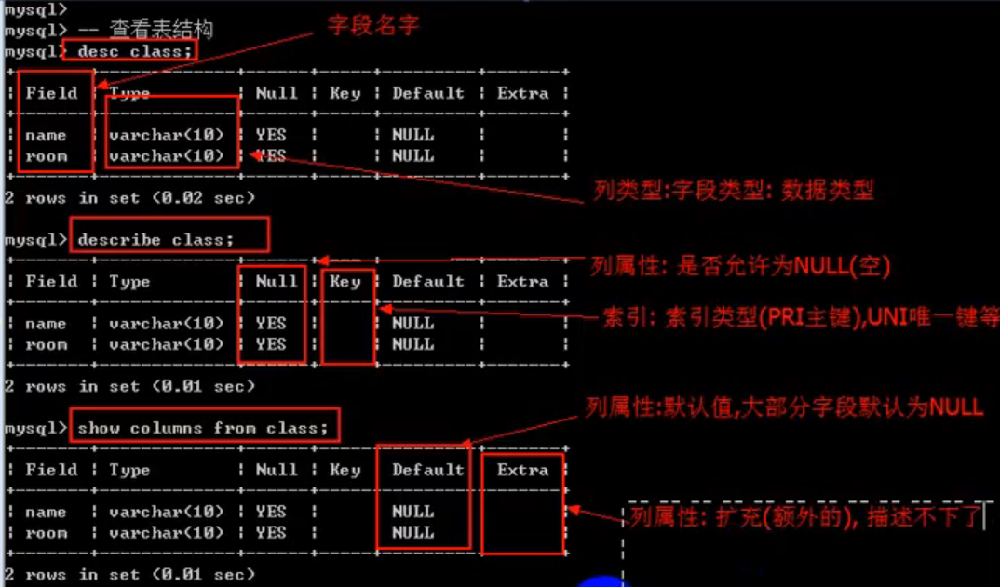 mysql>
mysql> -- 查看表结构
字段名字
mysql> desc class;
| Field | Type | Null | Key | Default | Extra |
| name | varchar(10) | YES | | NULL | |
| room | varchar(10) | YES | | NULL | |
列类型:字段类型: 数据类型
2 rows in set (0.02 sec)
mysql> describe class;
列属性: 是否允许为NULL(空)
| Field | Type | Null | Key | Default | Extra |
索引: 索引类型(PRI主键),UNI唯一键等
| name | varchar(10) | YES | | NULL | |
| room | varchar(10) | YES | | NULL | |
2 rows in set (0.01 sec)
列属性:默认值,大部分字段默认为NULL
mysql> show columns from class;
| Field | Type | Null | Key | Default | Extra |
| name | varchar(10) | YES | | NULL | |
列属性: 扩充(额外的), 描述不下了
| room | varchar(10) | YES | | NULL | |
2 rows in set (0.01 sec)